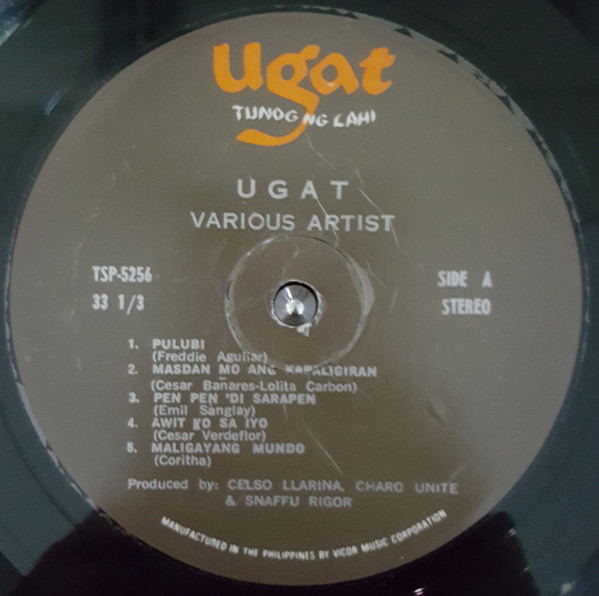 ugat
TUNOG NG LAHI
UGAT
VARIOUS ARTIST
TSP-5256
33 1/3
SIDE A
STEREO
1. PULUBI
(Freddie Aguilar)
2. MASDAN MO ANG KAPALIGIRAN
(Cesar Bañares-Lolita Carbon)
3. PEN PEN 'DI SARAPEN
(Emil Sanglay)
4. AWIT KO SA IYO
(Cesar Verdeflor)
5. MALIGAYANG MUNDO
(Coritha)
Produced by: CELSO LLARINA, CHARO UNITE
& SNAFFU RIGOR
MANUFACTURED IN THE PHILIPPINES BY VICOR MUSIC CORPORATION